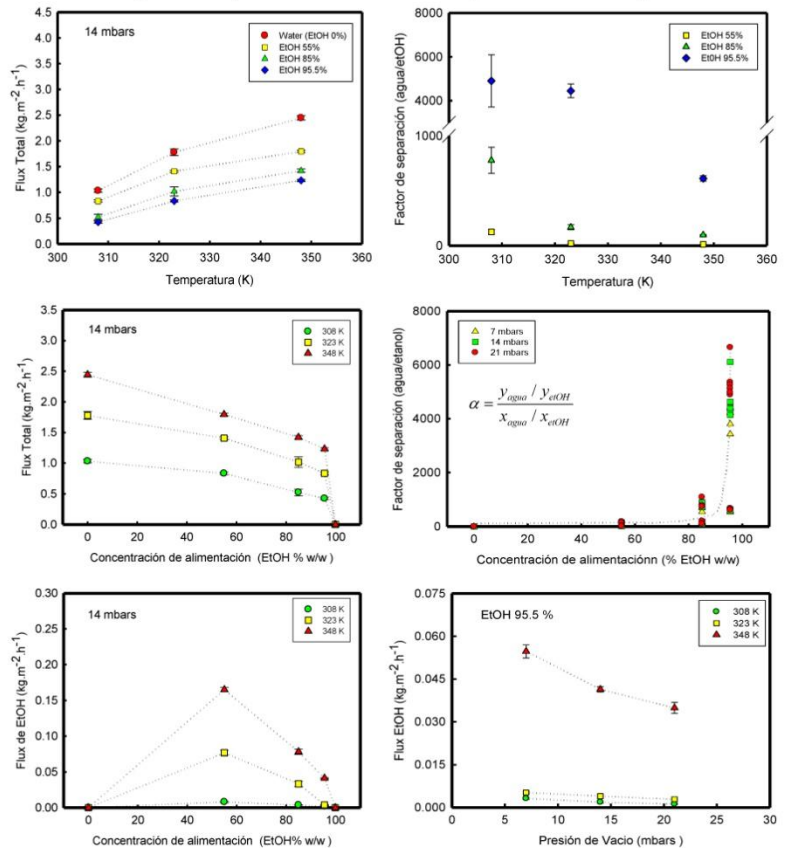 14 mbars
Water (EtOH 0%)
EtOH 55%
EtOH 85%
EtOH 95.5%
4.5
4.0
3.5
3.0
2.5
2.0
1.5
1.0
0.5
0.0
Flux Total (kg.m-2.h-1)
300 310 320 330 340 350 360
Temperatura (K)
EtOH 55%
EtOH 85%
Et0H 95.5%
8000
6000
4000
1000
0
Factor de separación (agua/etOH)
300 310 320 330 340 350 360
Temperatura (K)
14 mbars
308 K
323 K
348 K
3.5
3.0
2.5
2.0
1.5
1.0
0.5
0.0
Flux Total (kg.m-2.h-1)
0 20 40 60 80 100
Concentración de alimentación (EtOH % w/w )
7 mbars
14 mbars
21 mbars
α = (y agua / y etOH) / (x agua / x etOH)
8000
6000
4000
2000
0
Factor de separación (agua/etanol)
0 20 40 60 80 100
Concentración de alimentaciónn (% EtOH w/w)
14 mbars
308 K
323 K
348 K
0.30
0.25
0.20
0.15
0.10
0.05
0.00
Flux de EtOH (kg.m-2.h-1)
0 20 40 60 80 100
Concentración de alimentación (EtOH% w/w)
EtOH 95.5 %
308 K
323 K
348 K
0.075
0.060
0.045
0.030
0.015
0.000
Flux EtOH (kg.m-2.h-1)
0 5 10 15 20 25 30
Presión de Vacio (mbars )